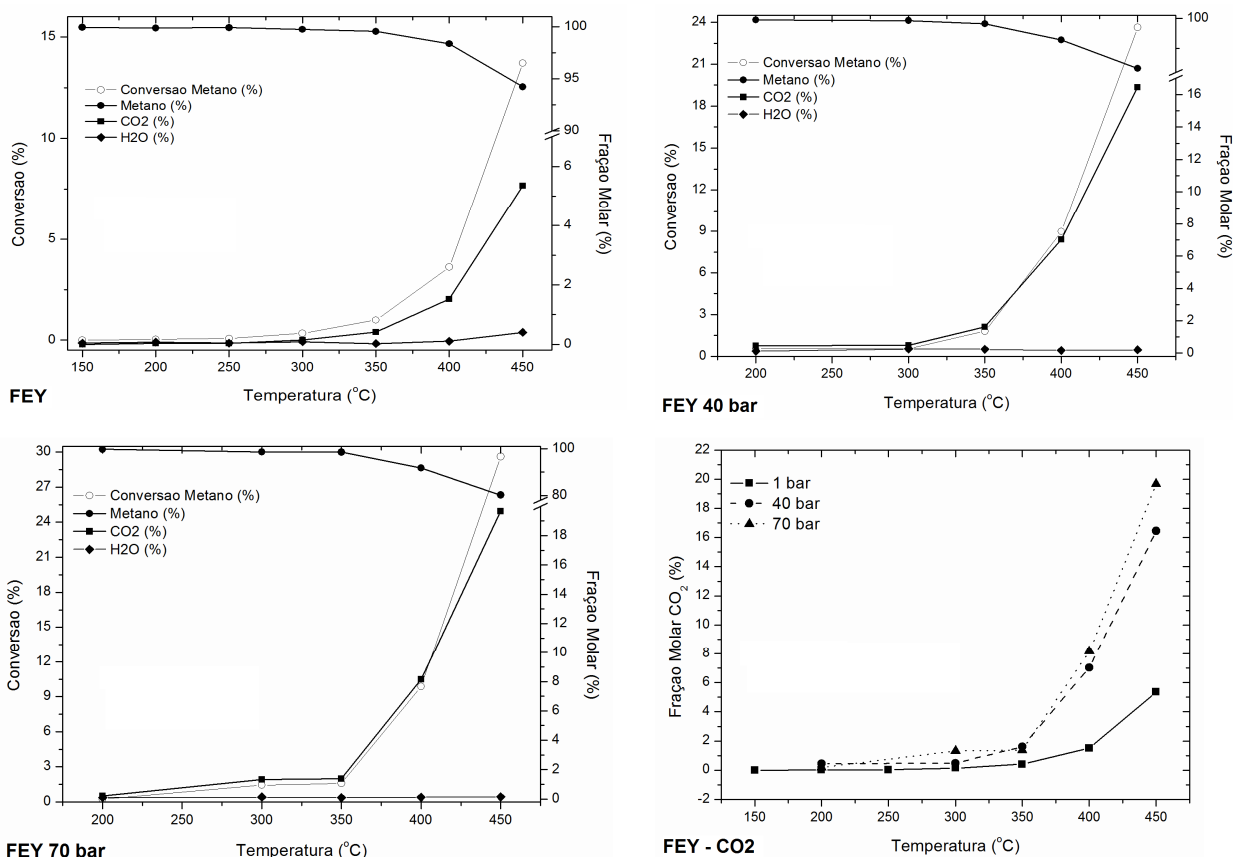 15
10
5
0
Conversao (%)
Conversao Metano (%)
Metano (%)
CO2 (%)
H2O (%)
100
95
90
6
4
2
0
Fraçao Molar (%)
150 200 250 300 350 400 450
Temperatura (°C)
FEY
24
21
18
15
12
9
6
3
0
Conversao (%)
Conversao Metano (%)
Metano (%)
CO2 (%)
H2O (%)
100
16
14
12
10
8
6
4
2
0
Fraçao Molar (%)
200 250 300 350 400 450
Temperatura (°C)
FEY 40 bar
30
27
24
21
18
15
12
9
6
3
0
Conversao (%)
Conversao Metano (%)
Metano (%)
CO2 (%)
H2O (%)
100
80
18
16
14
12
10
8
6
4
2
0
Fraçao Molar (%)
200 250 300 350 400 450
Temperatura (°C)
FEY 70 bar
22
20
18
16
14
12
10
8
6
4
2
0
-2
Fraçao Molar CO₂ (%)
1 bar
40 bar
70 bar
150 200 250 300 350 400 450
Temperatura (°C)
FEY - CO2